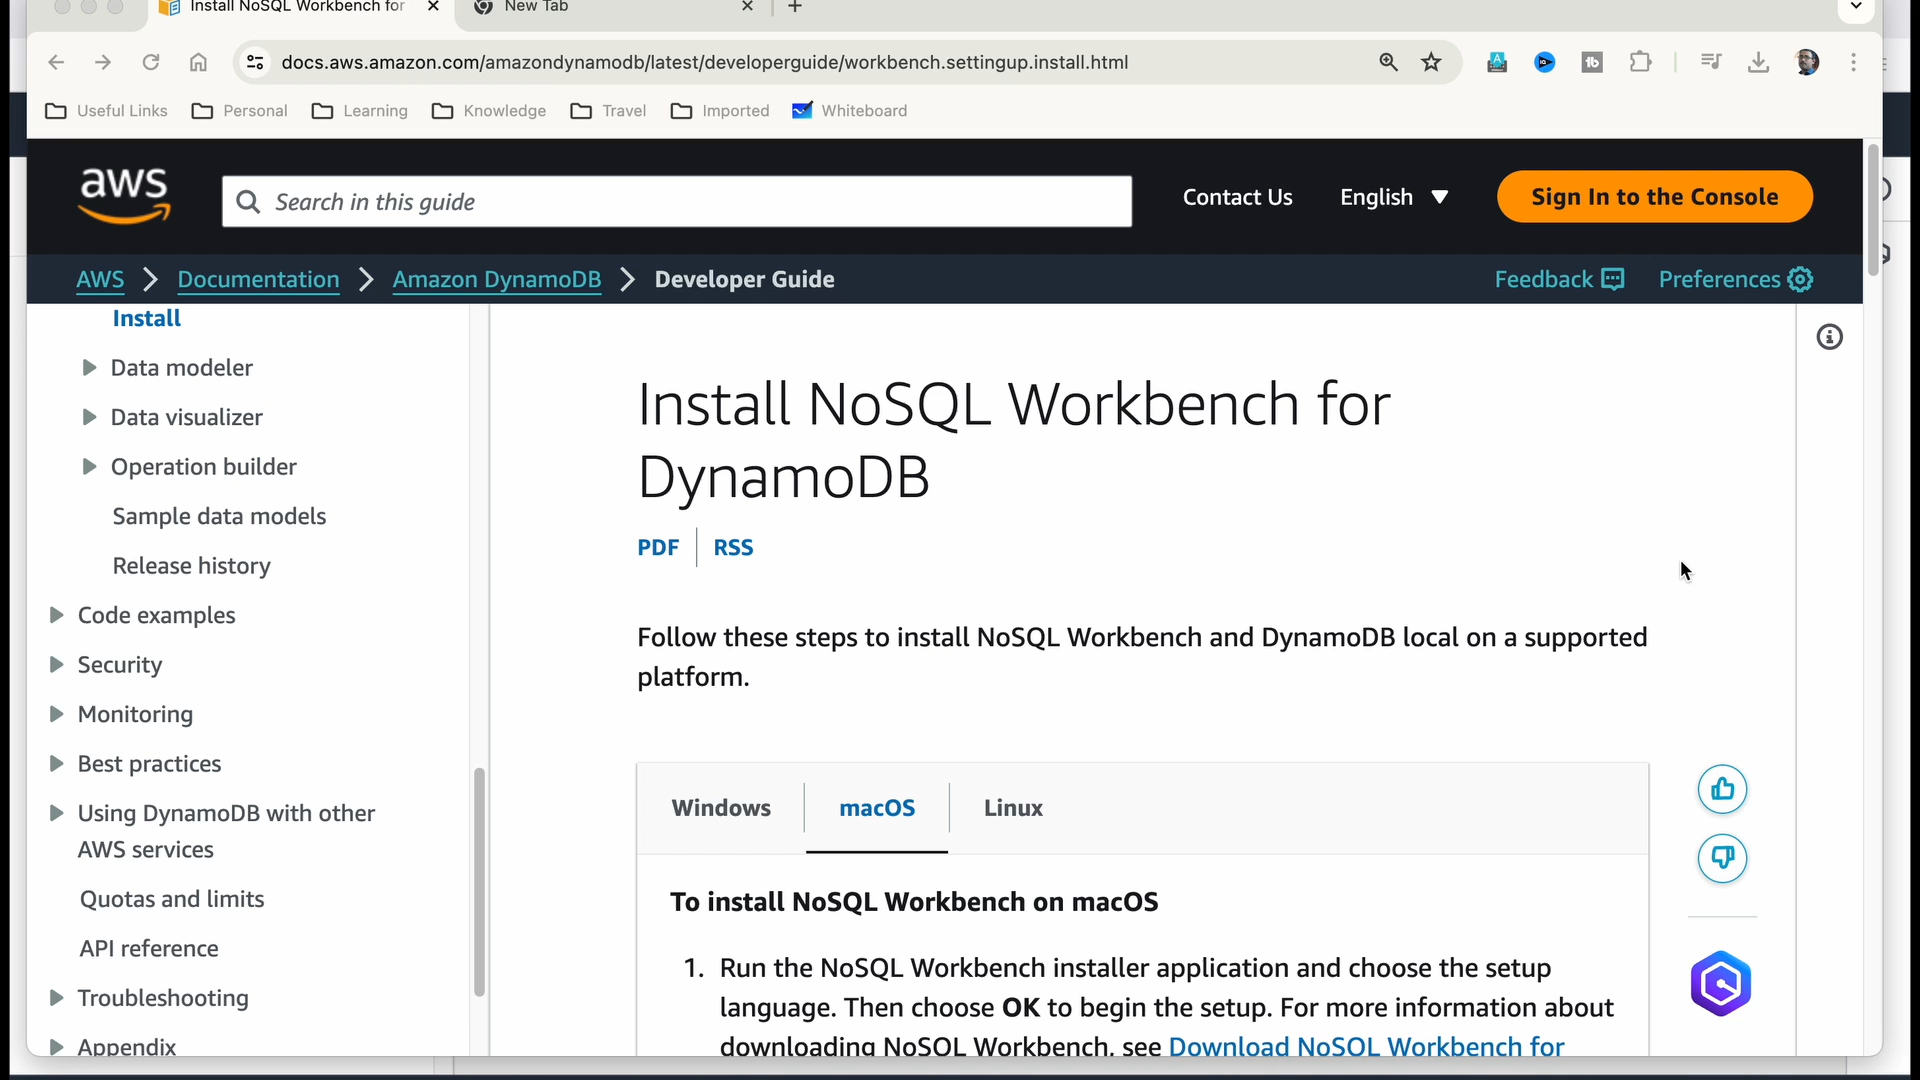 Install NoSQL Workbench for
New Tab
docs.aws.amazon.com/amazondynamodb/latest/developerguide/workbench.settingup.install.html
Useful Links
Personal
Learning
Knowledge
Travel
Imported
Whiteboard
aws
Search in this guide
Contact Us
English
Sign In to the Console
AWS
Documentation
Amazon DynamoDB
Developer Guide
Feedback
Preferences
Install
Data modeler
Data visualizer
Operation builder
Sample data models
Release history
Code examples
Security
Monitoring
Best practices
Using DynamoDB with other
AWS services
Quotas and limits
API reference
Troubleshooting
Appendix
Install NoSQL Workbench for
DynamoDB
PDF
RSS
Follow these steps to install NoSQL Workbench and DynamoDB local on a supported
platform.
Windows
macOS
Linux
To install NoSQL Workbench on macOS
1. Run the NoSQL Workbench installer application and choose the setup
language. Then choose OK to begin the setup. For more information about
downloading NoSQL Workbench, see Download NoSQL Workbench for